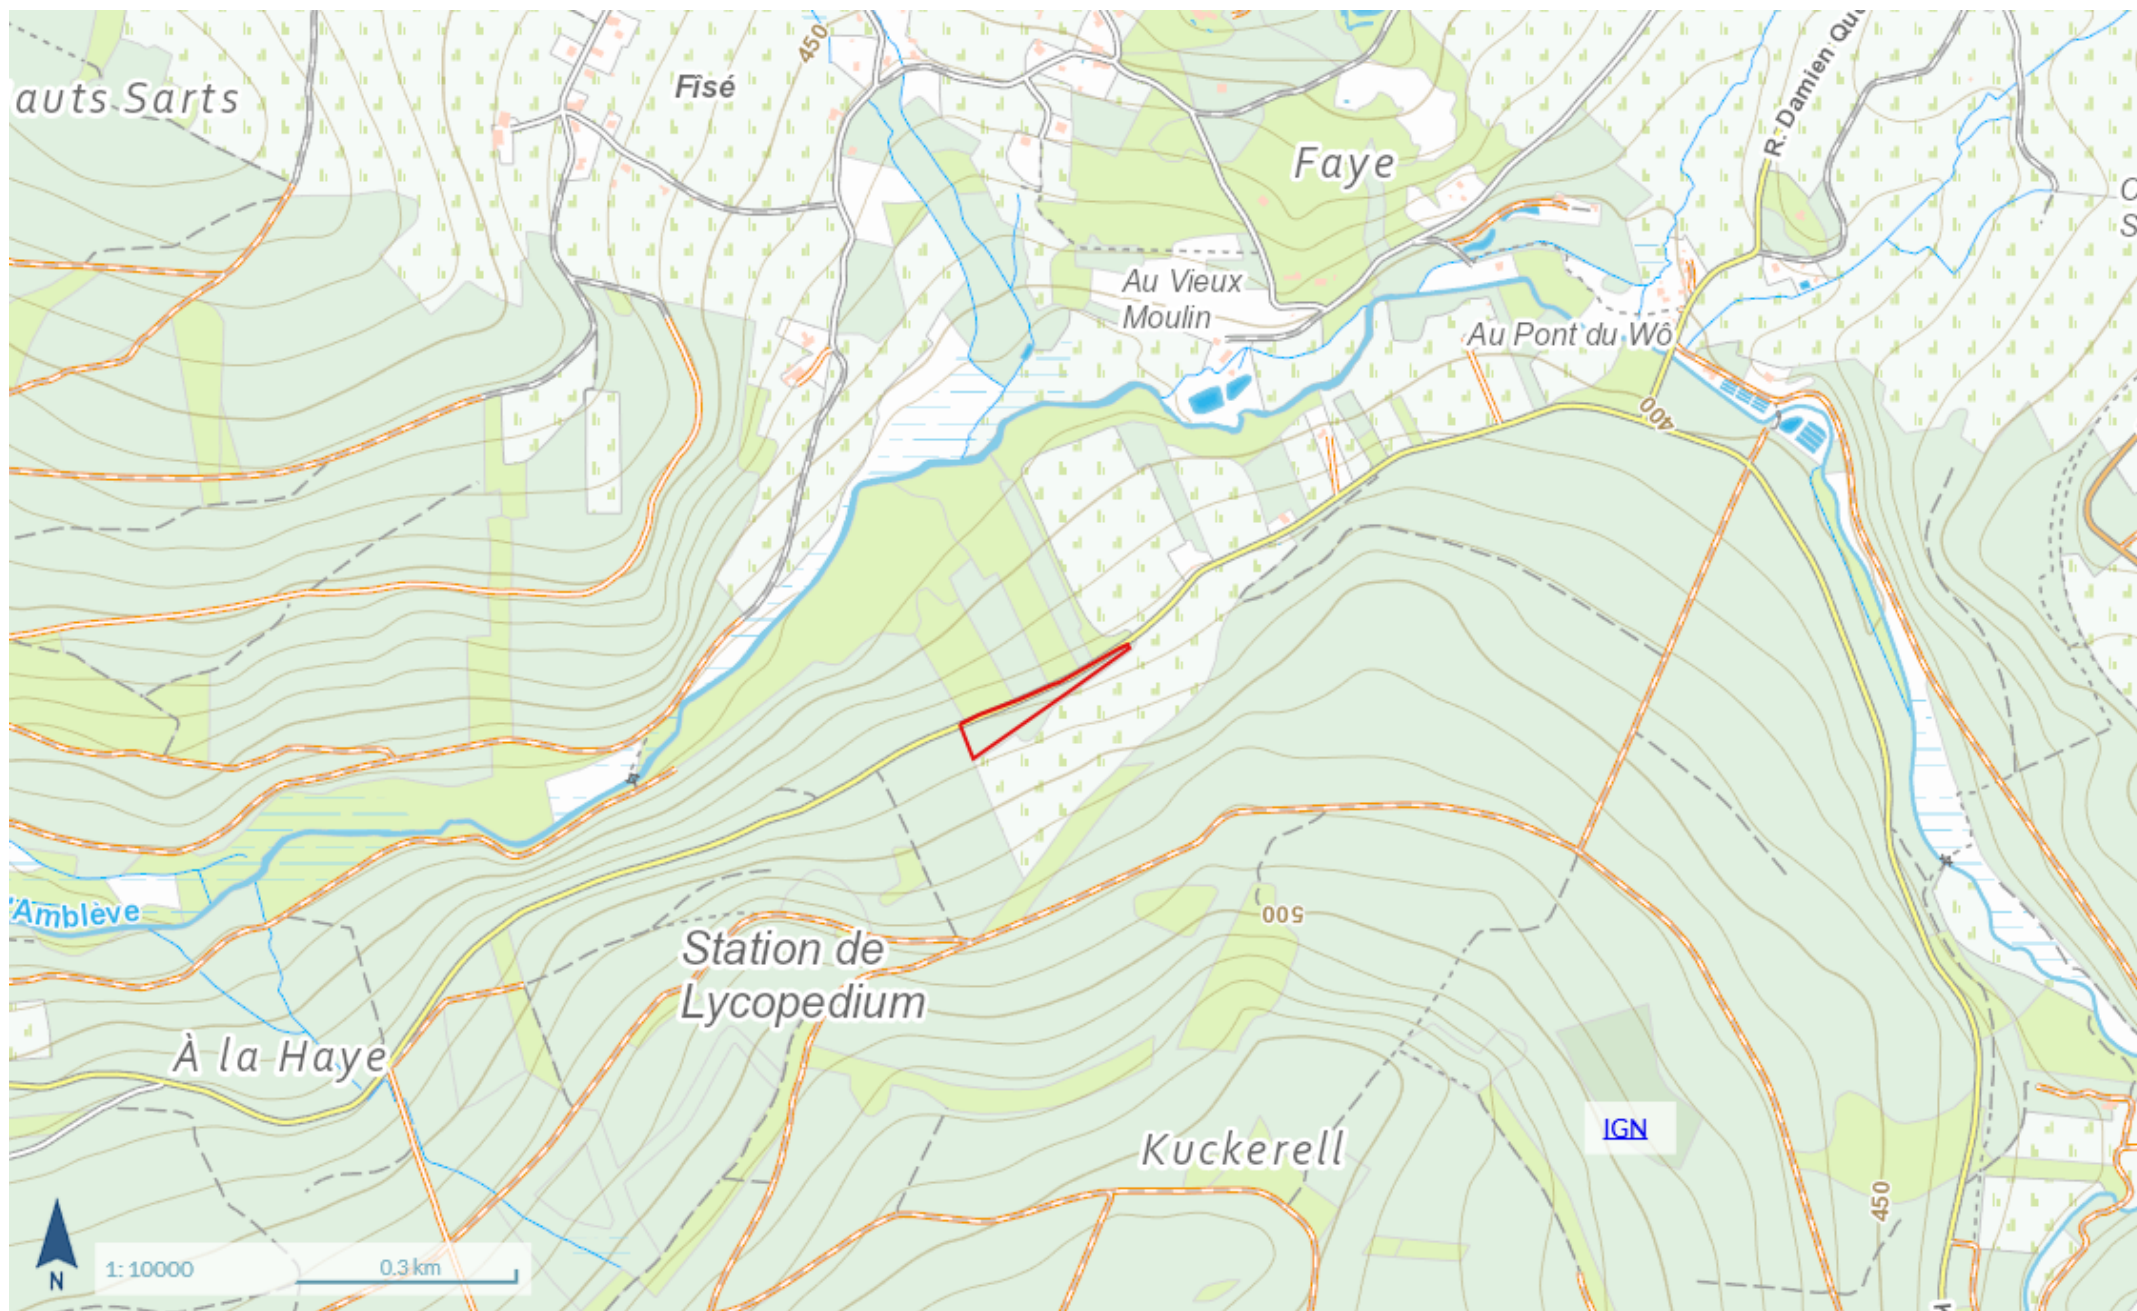 450
Fisé
auts Sarts
R. Damien Qu
Faye
Au Vieux
Moulin
Au Pont du Wô
400
'Amblève
500
Station de
Lycopedium
À la Haye
Kuckerell
IGN
450
1: 10000
0.3 km
N